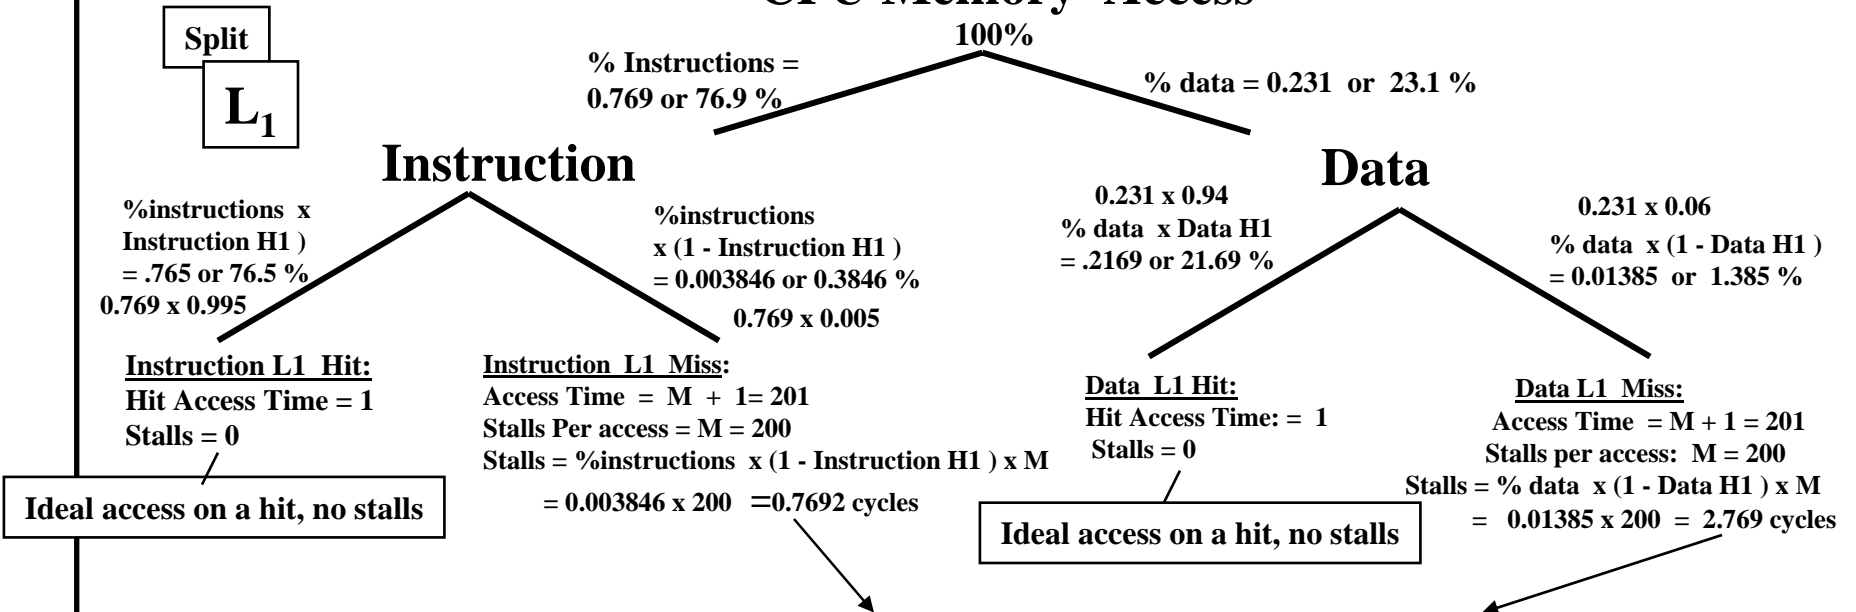 CPU Memory Access
100%
Split
L1
% Instructions =
0.769 or 76.9 %
% data = 0.231 or 23.1 %
Instruction
Data
%instructions x
Instruction H1 )
= .765 or 76.5 %
0.769 x 0.995
%instructions
x (1 - Instruction H1 )
= 0.003846 or 0.3846 %
0.769 x 0.005
0.231 x 0.94
% data x Data H1
= .2169 or 21.69 %
0.231 x 0.06
% data x (1 - Data H1 )
= 0.01385 or 1.385 %
Instruction L1 Hit:
Hit Access Time = 1
Stalls = 0
Ideal access on a hit, no stalls
Instruction L1 Miss:
Access Time = M + 1= 201
Stalls Per access = M = 200
Stalls = %instructions x (1 - Instruction H1 ) x M
= 0.003846 x 200 =0.7692 cycles
Data L1 Hit:
Hit Access Time: = 1
Stalls = 0
Ideal access on a hit, no stalls
Data L1 Miss:
Access Time = M + 1 = 201
Stalls per access: M = 200
Stalls = % data x (1 - Data H1 ) x M
= 0.01385 x 200 = 2.769 cycles